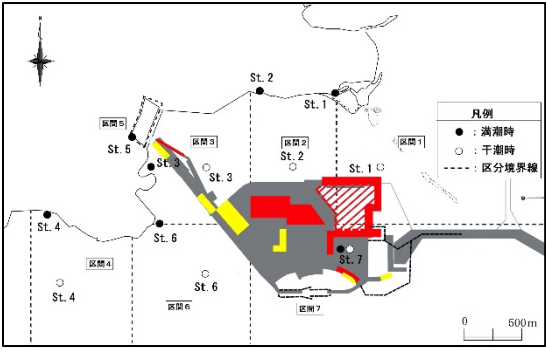 St. 2
St. 1
凡例
●：満潮時
○：干潮時
-----：区分境界線
区間5
St. 5
区間3
区間2
区間1
St. 3
St. 3
St. 2
St. 1
St. 4
St. 6
St. 7
区間4
St. 4
St. 6
区間6
区間7
0 500m